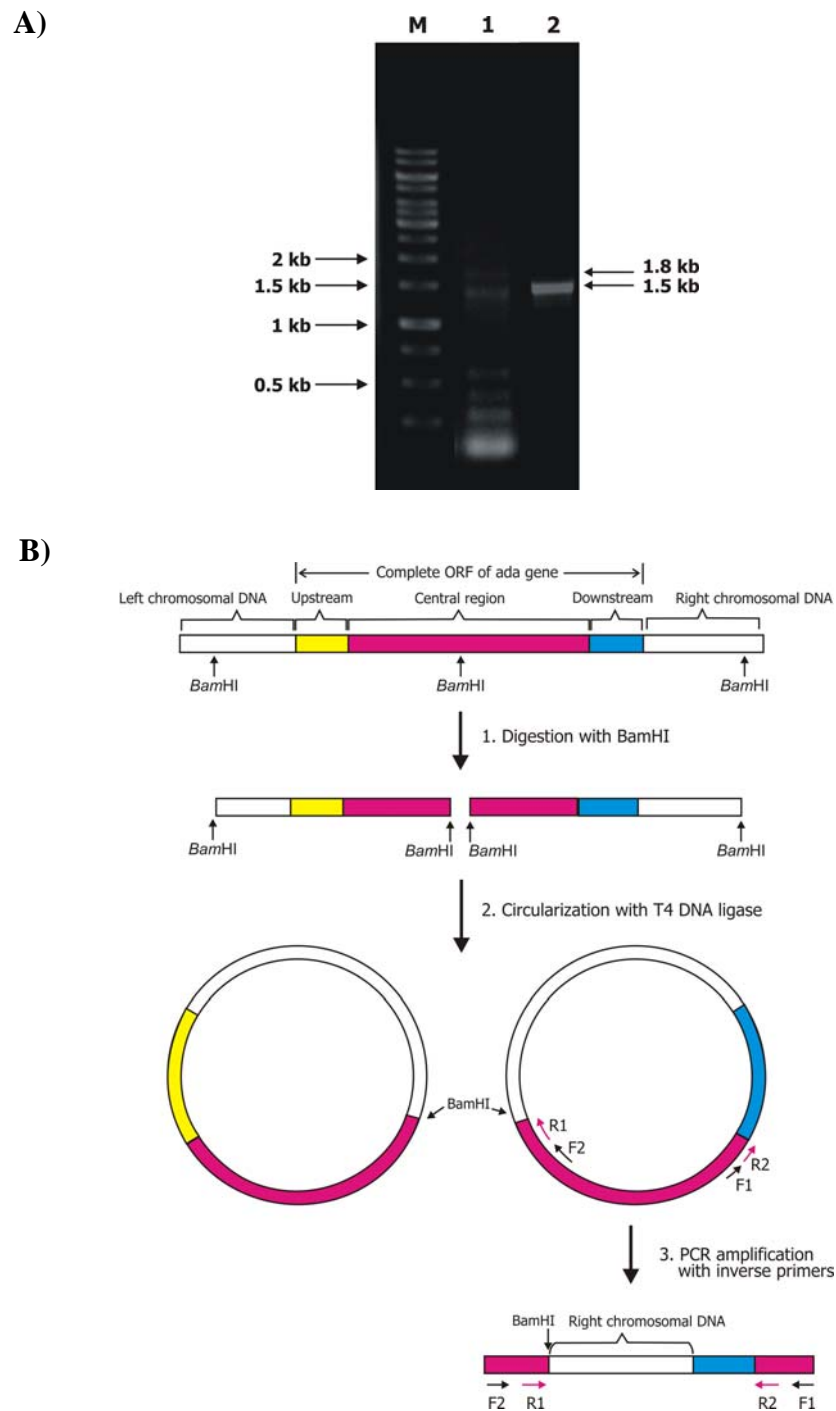 A)
M 1 2
2 kb
1.5 kb
1 kb
0.5 kb
1.8 kb
1.5 kb
B)
Complete ORF of ada gene
Left chromosomal DNA Upstream Central region Downstream Right chromosomal DNA
BamHI BamHI BamHI
1. Digestion with BamHI
BamHI BamHI BamHI BamHI
2. Circularization with T4 DNA ligase
BamHI
R1
F2
R2
F1
3. PCR amplification
with inverse primers
BamHI Right chromosomal DNA
F2 R1 R2 F1